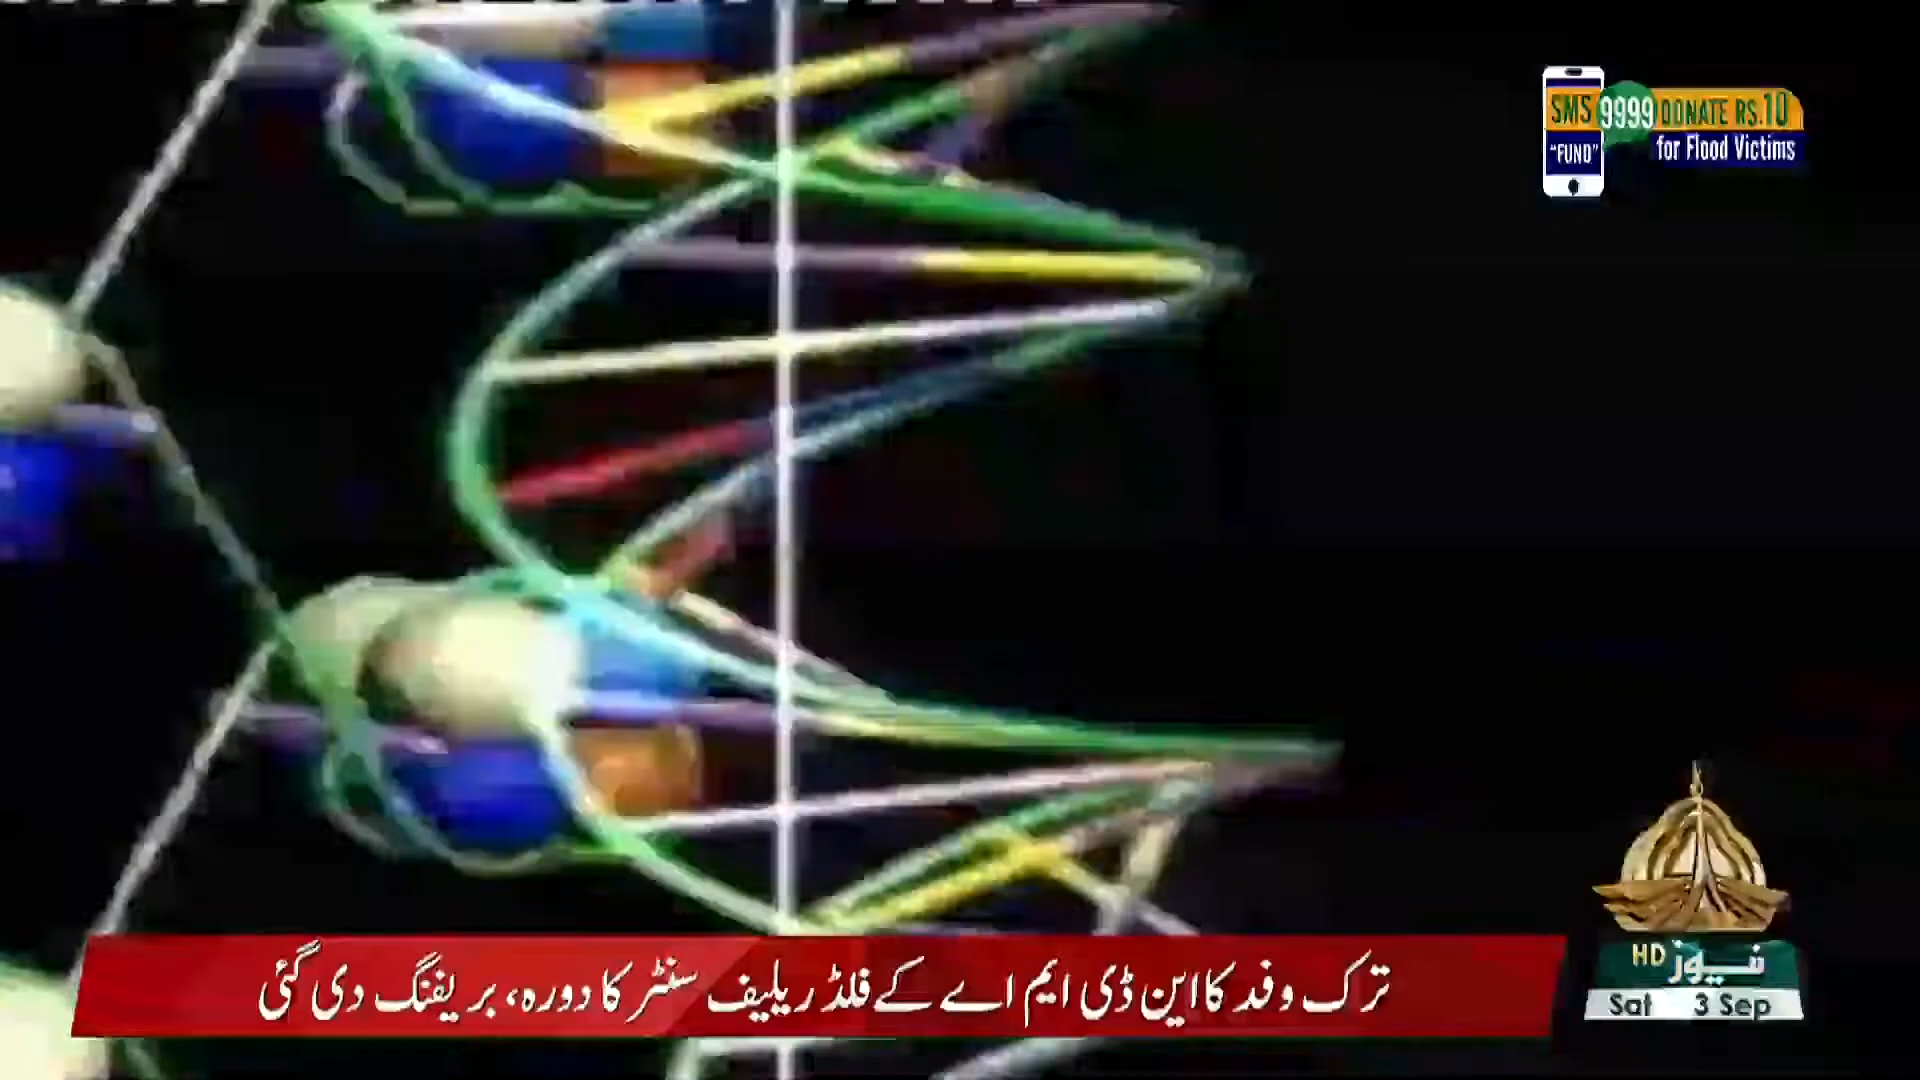 SMS 9999 DONATE RS.10
"FUND" for Flood Victims
ترک وفد کا این ڈی ایم اے کے فلڈ ریلیف سنٹر کا دورہ، بریفنگ دی گئی
نیوز HD
Sat 3 Sep